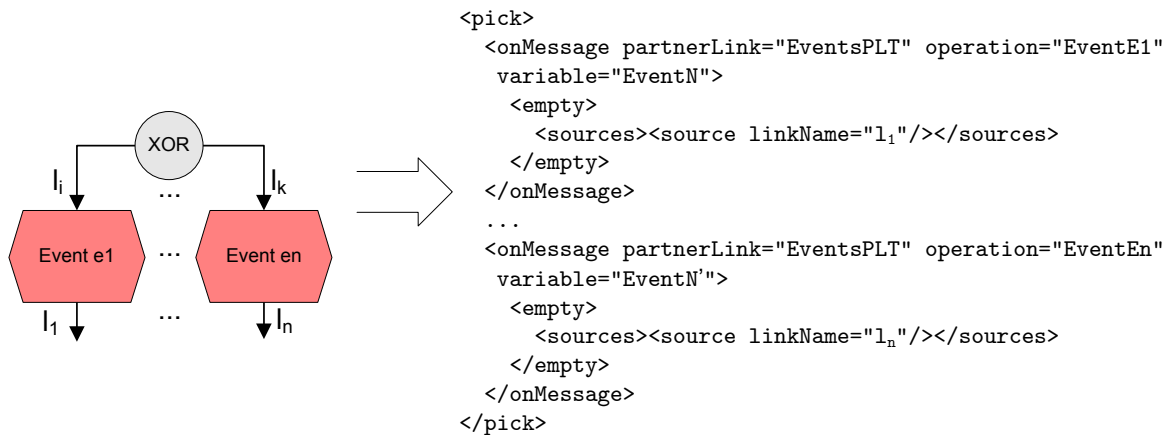 XOR
l_i
...
l_k
Event e1
...
Event en
l_1
...
l_n
<pick>
  <onMessage partnerLink="EventsPLT" operation="EventE1"
   variable="EventN">
    <empty>
      <sources><source linkName="l₁"/></sources>
    </empty>
  </onMessage>
  ...
  <onMessage partnerLink="EventsPLT" operation="EventEn"
   variable="EventN’">
    <empty>
      <sources><source linkName="lₙ"/></sources>
    </empty>
  </onMessage>
</pick>